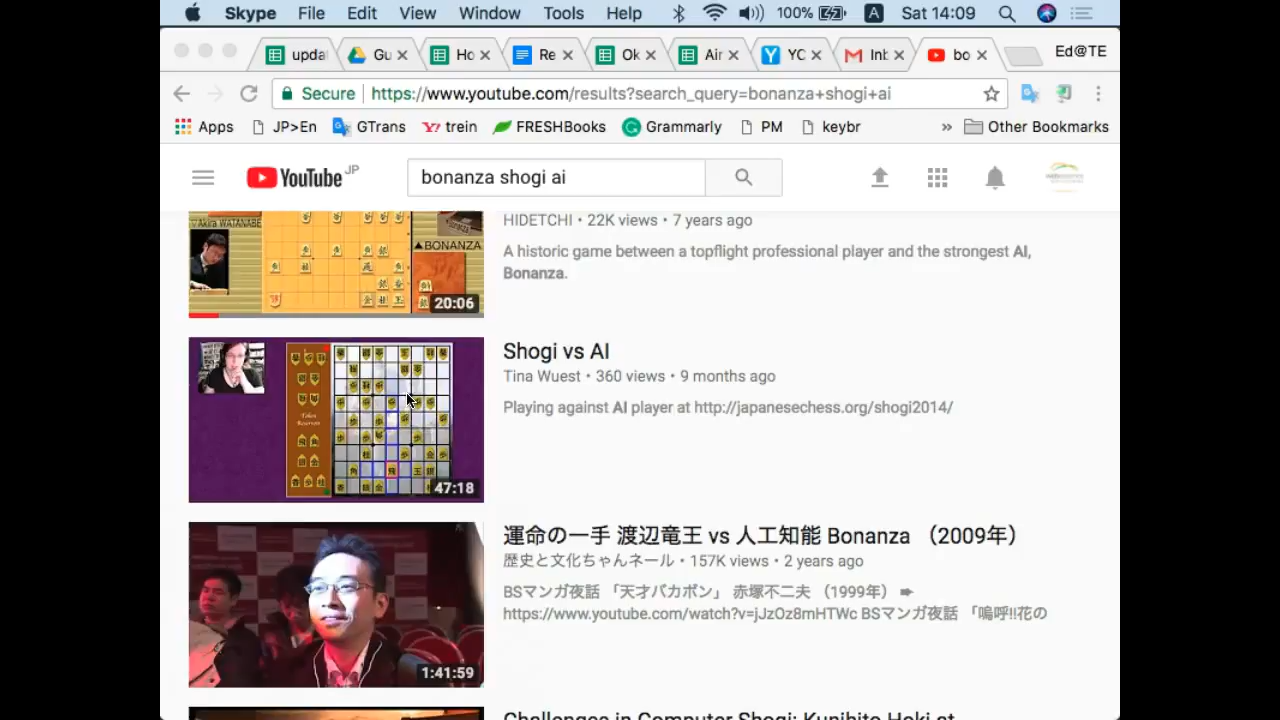 Skype File Edit View Window Tools Help 100% A Sat 14:09
upda Gu Ho Re Ok Air YC Int bo Ed@TE
Secure https://www.youtube.com/results?search_query=bonanza+shogi+ai
Apps JP>En GTrans trein FRESHBooks Grammarly PM keybr » Other Bookmarks
YouTube JP bonanza shogi ai
Akira WATANABE
▲BONANZA
20:06
HIDETCHI • 22K views • 7 years ago
A historic game between a topflight professional player and the strongest AI,
Bonanza.
47:18
Shogi vs AI
Tina Wuest • 360 views • 9 months ago
Playing against AI player at http://japanesechess.org/shogi2014/
1:41:59
運命の一手 渡辺竜王 vs 人工知能 Bonanza （2009年）
歴史と文化ちゃんネール • 157K views • 2 years ago
BSマンガ夜話 「天才バカボン」 赤塚不二夫 （1999年） ➡
https://www.youtube.com/watch?v=jJzOz8mHTWc BSマンガ夜話 「嗚呼!!花の
Challenges in Computer Shogi: Kunihito Hoki at